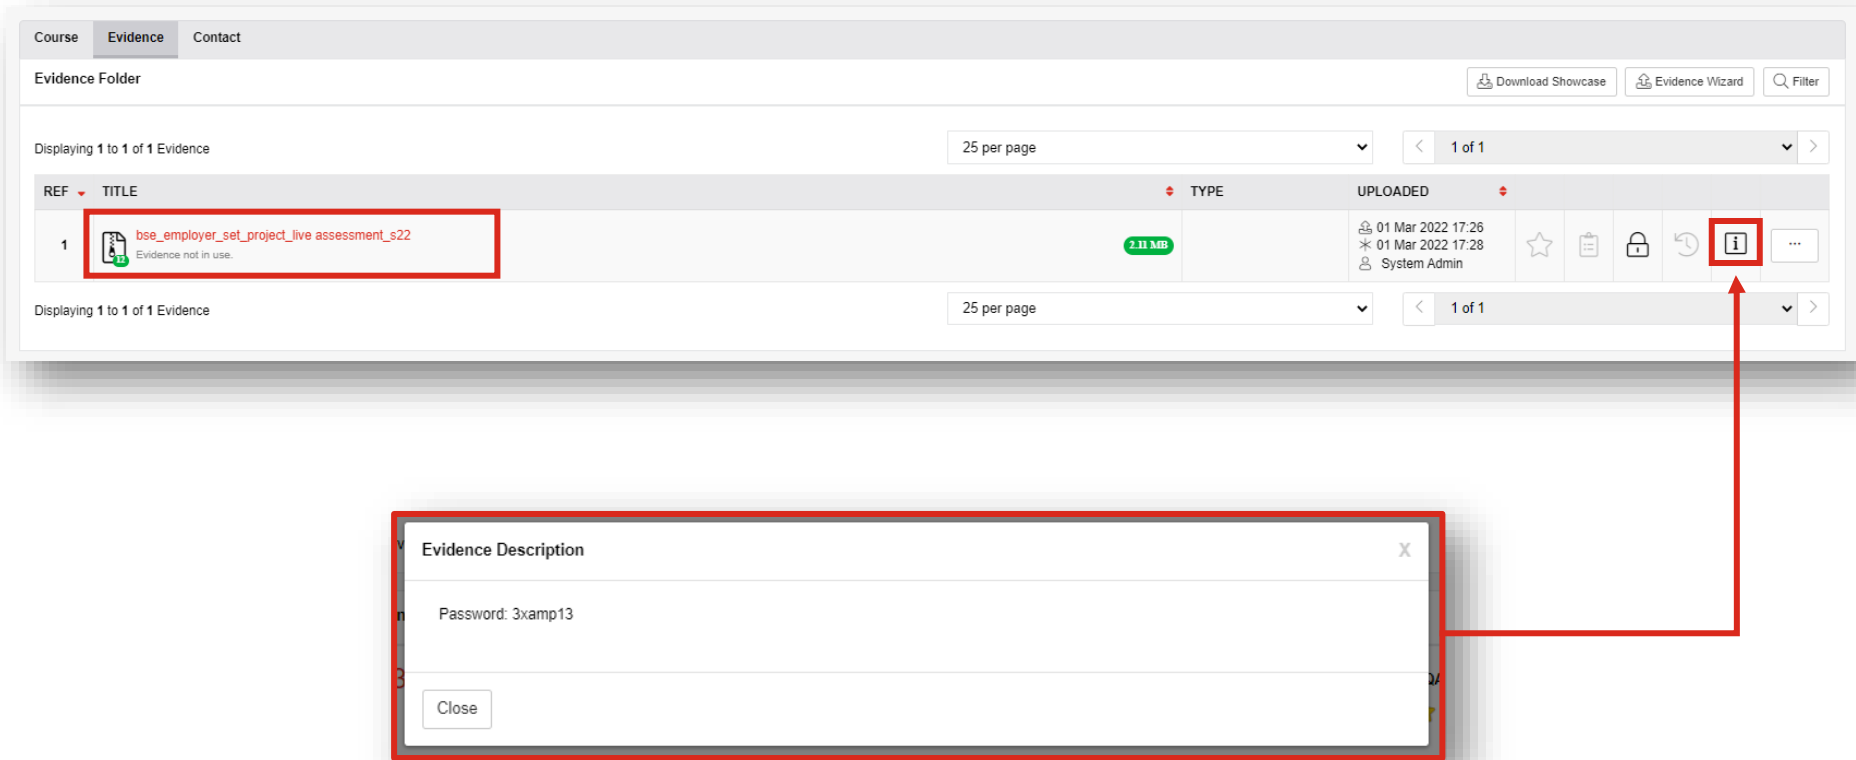 Course Evidence Contact
Evidence Folder
Download Showcase Evidence Wizard Filter
Displaying 1 to 1 of 1 Evidence
25 per page
1 of 1
REF TITLE TYPE UPLOADED
1
bse_employer_set_project_live assessment_s22
Evidence not in use.
12
2.11 MB
01 Mar 2022 17:26
01 Mar 2022 17:28
System Admin
i
...
Displaying 1 to 1 of 1 Evidence
25 per page
1 of 1
Evidence Description
X
Password: 3xamp13
Close